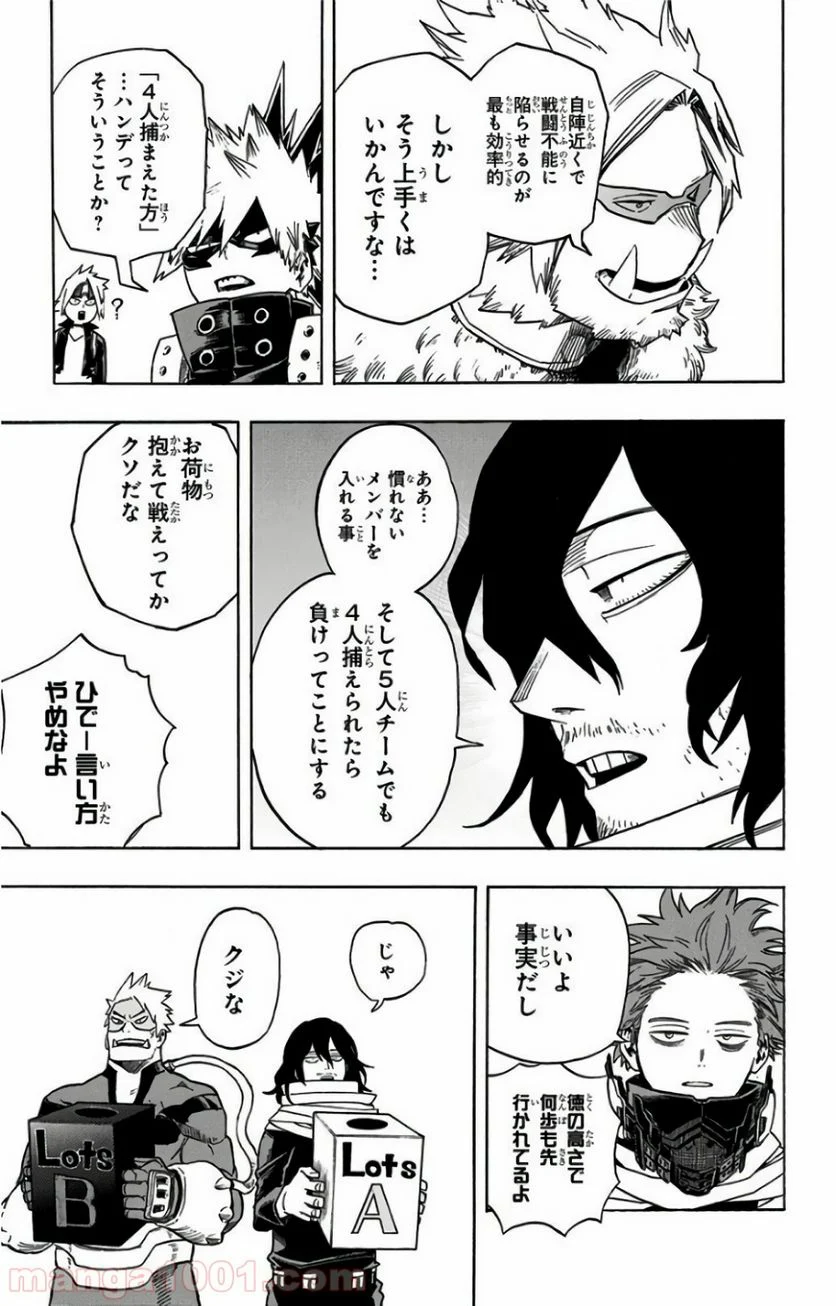 自陣近くで
戦闘不能に
陥らせるのが
最も効率的
しかし
そう上手くは
いかんですな…
「4人捕まえた方」
…ハンデって
そういうことか?
?
ああ…
慣れない
メンバーを
入れる事
そして5人チームでも
4人捕えられたら
負けってことにする
お荷物
抱えて戦えってか
クソだな
ひでー言い方
やめなよ
いいよ
事実だし
徳の高さで
何歩も先
行かれてるよ
じゃ
クジな
Lots
A
Lots
B
manga1001.com